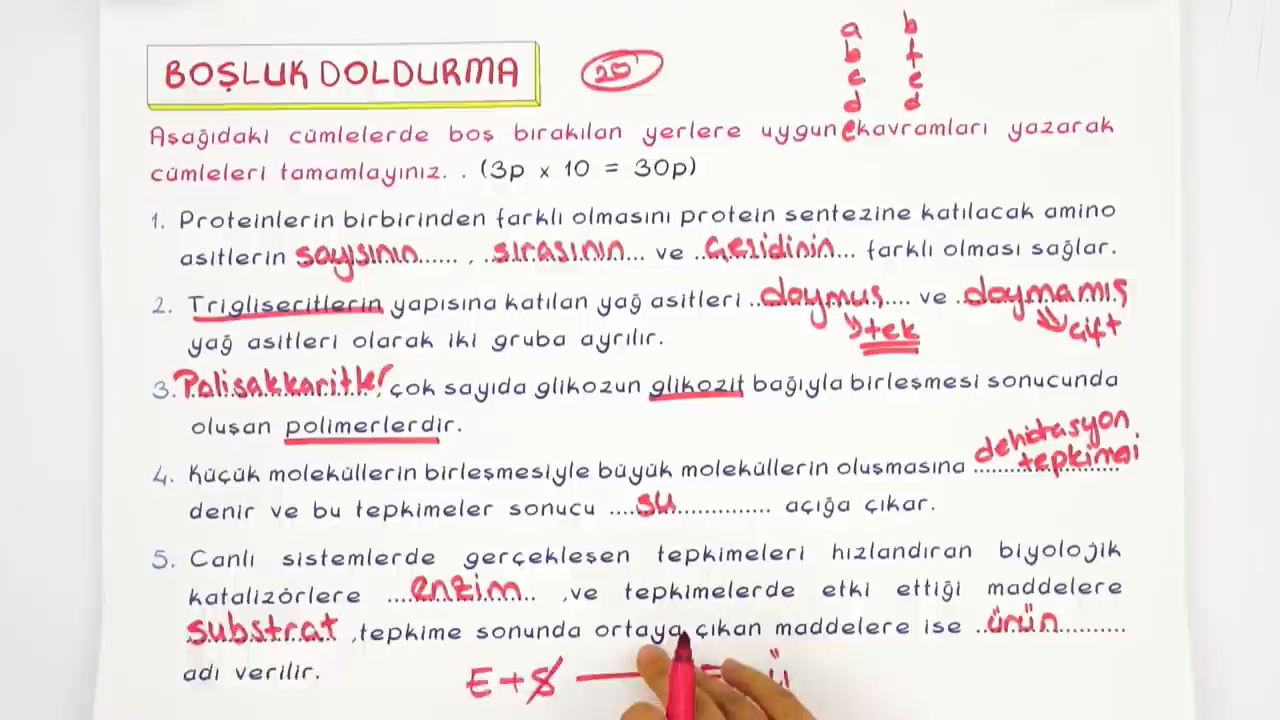 a b
b f
c e
d d
e
BOŞLUK DOLDURMA
20
Aşağıdaki cümlelerde boş bırakılan yerlere uygun kavramları yazarak
cümleleri tamamlayınız. . (3p x 10 = 30p)
1. Proteinlerin birbirinden farklı olmasını protein sentezine katılacak amino
asitlerin sayısının......, .sırasının... ve ..çeşidinin... farklı olması sağlar.
2. Trigliseritlerin yapısına katılan yağ asitleri ..doymuş.... ve ..doymamış
yağ asitleri olarak iki gruba ayrılır.
tek çift
3. Polisakkaritler, çok sayıda glikozun glikozit bağıyla birleşmesi sonucunda
oluşan polimerlerdir.
4. Küçük moleküllerin birleşmesiyle büyük moleküllerin oluşmasına dehidrasyon tepkimesi
denir ve bu tepkimeler sonucu ....su.............. açığa çıkar.
5. Canlı sistemlerde gerçekleşen tepkimeleri hızlandıran biyolojik
katalizörlere ...enzim.. ,ve tepkimelerde etki ettiği maddelere
substrat ,tepkime sonunda ortaya çıkan maddelere ise ..ürün..........
adı verilir.
E+S Ü